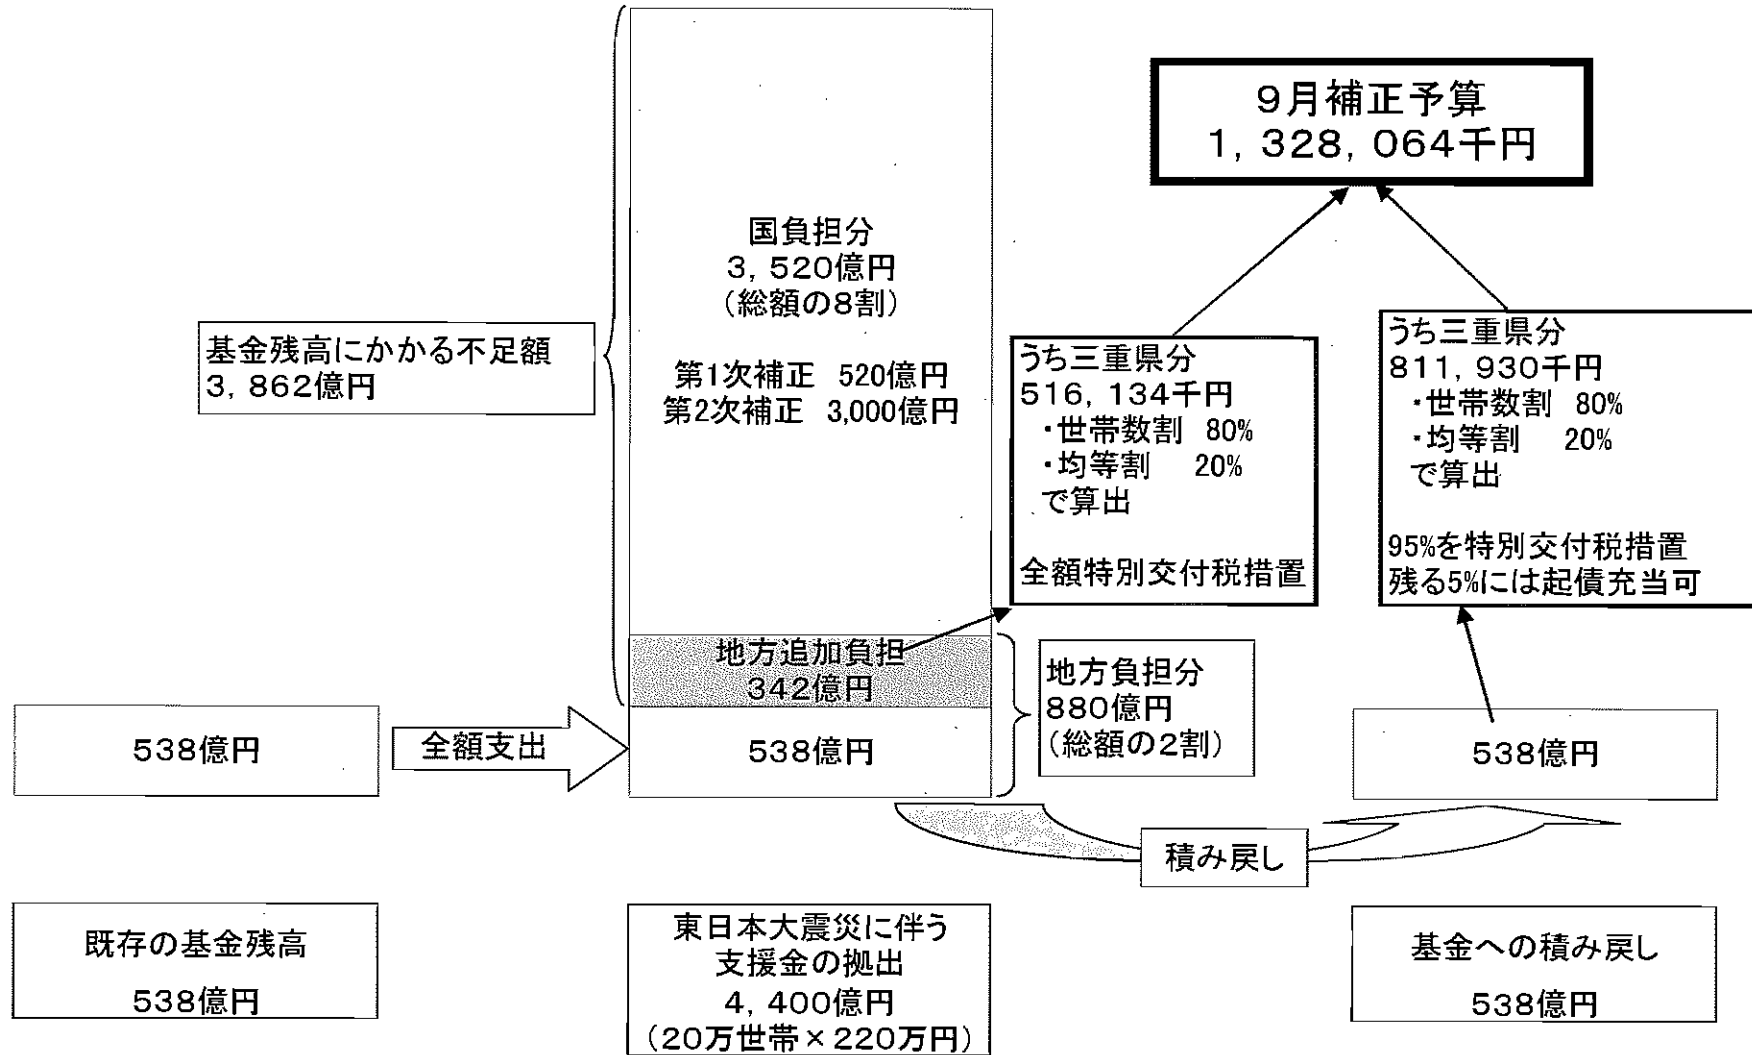 9月補正予算
1,328,064千円
国負担分
3,520億円
(総額の8割)
第1次補正 520億円
第2次補正 3,000億円
基金残高にかかる不足額
3,862億円
うち三重県分
516,134千円
・世帯数割 80%
・均等割 20%
で算出
全額特別交付税措置
うち三重県分
811,930千円
・世帯数割 80%
・均等割 20%
で算出
95%を特別交付税措置
残る5%には起債充当可
地方追加負担
342億円
地方負担分
880億円
(総額の2割)
538億円
全額支出
538億円
538億円
積み戻し
既存の基金残高
538億円
東日本大震災に伴う
支援金の拠出
4,400億円
(20万世帯×220万円)
基金への積み戻し
538億円